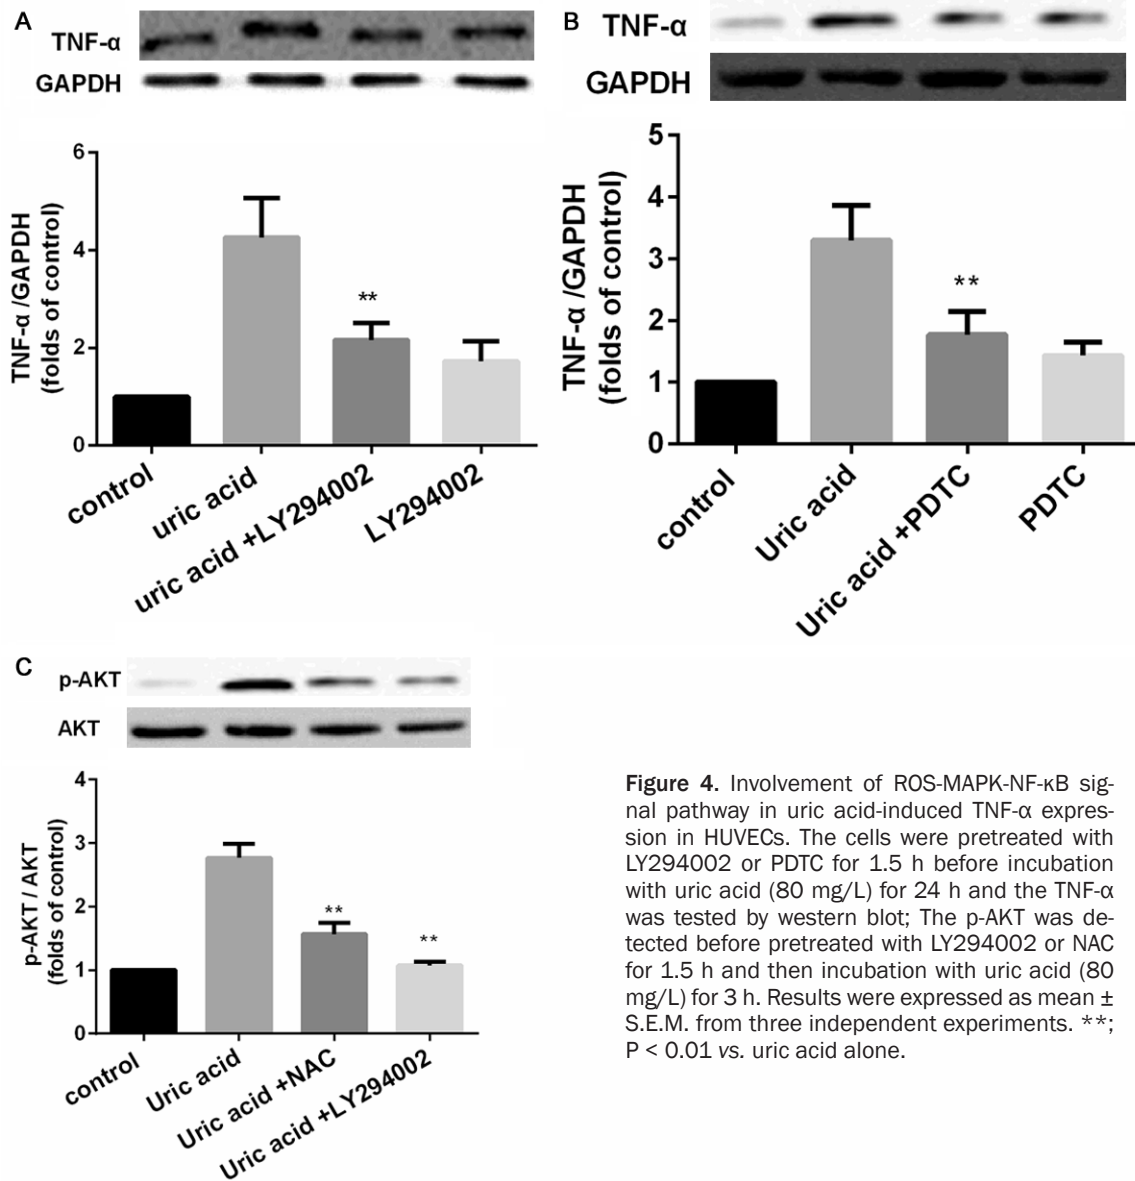 A
TNF-α
GAPDH
6
4
2
0
TNF-α /GAPDH
(folds of control)
**
control
uric acid
uric acid +LY294002
LY294002
B
TNF-α
GAPDH
5
4
3
2
1
0
TNF-α /GAPDH
(folds of control)
**
control
Uric acid
Uric acid +PDTC
PDTC
C
p-AKT
AKT
4
3
2
1
0
p-AKT / AKT
(folds of control)
**
**
control
Uric acid
Uric acid +NAC
Uric acid +LY294002
Figure 4. Involvement of ROS-MAPK-NF-κB sig-
nal pathway in uric acid-induced TNF-α expres-
sion in HUVECs. The cells were pretreated with
LY294002 or PDTC for 1.5 h before incubation
with uric acid (80 mg/L) for 24 h and the TNF-α
was tested by western blot; The p-AKT was de-
tected before pretreated with LY294002 or NAC
for 1.5 h and then incubation with uric acid (80
mg/L) for 3 h. Results were expressed as mean ±
S.E.M. from three independent experiments. **;
P < 0.01 vs. uric acid alone.